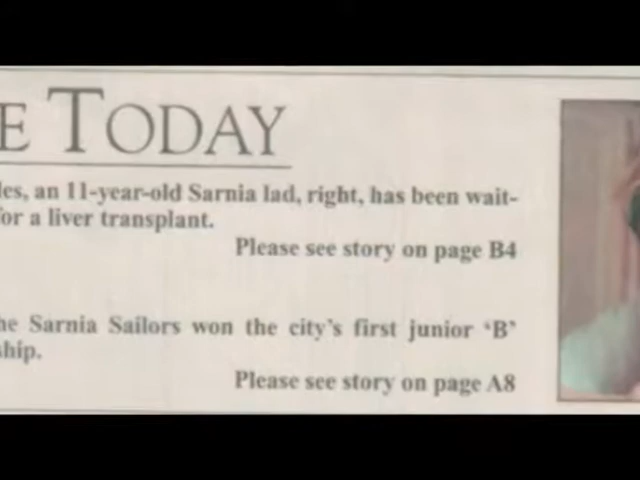 E TODAY
les, an 11-year-old Sarnia lad, right, has been wait-
for a liver transplant.
Please see story on page B4
he Sarnia Sailors won the city's first junior ‘B’
ship.
Please see story on page A8